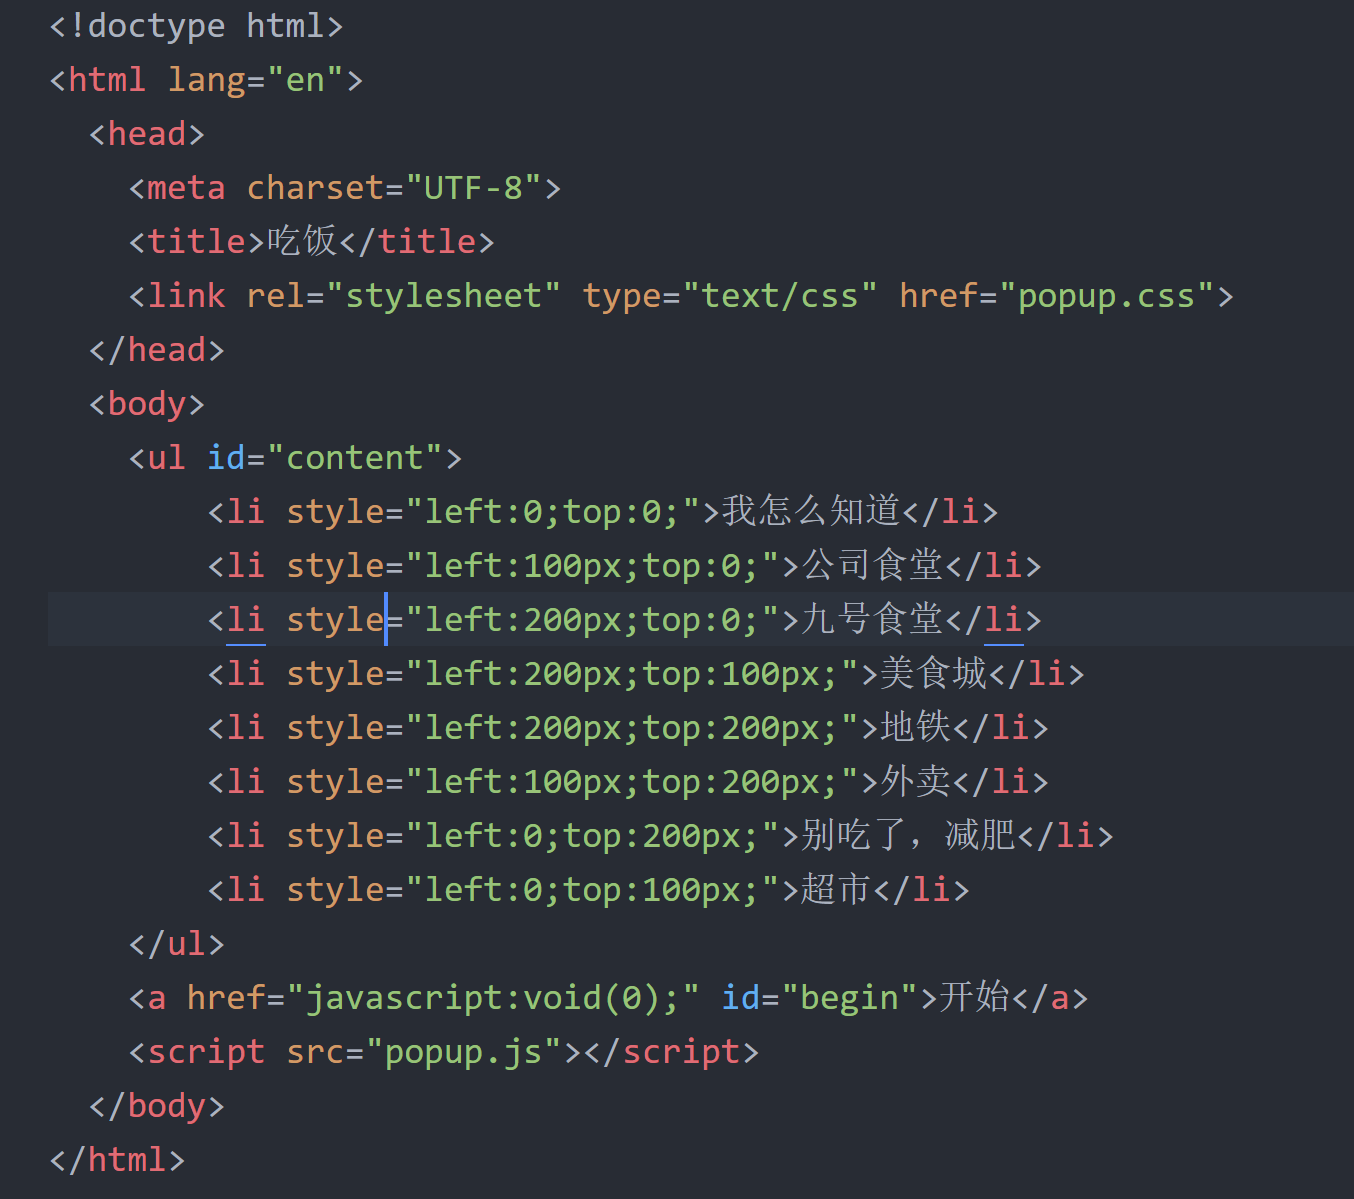 <!doctype html>
<html lang="en">
  <head>
    <meta charset="UTF-8">
    <title>吃饭</title>
    <link rel="stylesheet" type="text/css" href="popup.css">
  </head>
  <body>
    <ul id="content">
        <li style="left:0;top:0;">我怎么知道</li>
        <li style="left:100px;top:0;">公司食堂</li>
        <li style="left:200px;top:0;">九号食堂</li>
        <li style="left:200px;top:100px;">美食城</li>
        <li style="left:200px;top:200px;">地铁</li>
        <li style="left:100px;top:200px;">外卖</li>
        <li style="left:0;top:200px;">别吃了，减肥</li>
        <li style="left:0;top:100px;">超市</li>
    </ul>
    <a href="javascript:void(0);" id="begin">开始</a>
    <script src="popup.js"></script>
  </body>
</html>